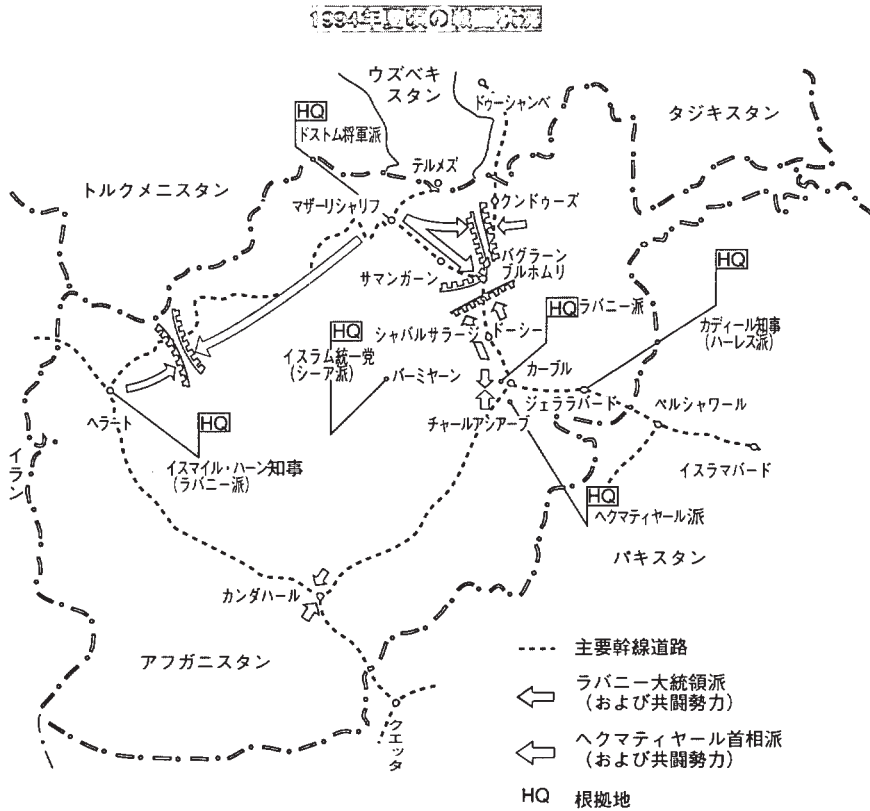 1994年夏頃の戦闘状況
ウズベキ
スタン
ドゥーシャンベ
タジキスタン
HQ
ドストム将軍派
テルメズ
トルクメニスタン
マザーリシャリフ
クンドゥーズ
サマンガーン
バグラーン
プルホムリ
HQ
カディール知事
(ハーレス派)
HQ
ラバニー派
シャバルサラージ
ドーシー
HQ
イスラム統一党
(シーア派)
バーミヤーン
カーブル
ジェララバード
ペルシャワール
チャールアシアーブ
イスラマバード
ヘラート
HQ
イスマイル・ハーン知事
(ラバニー派)
イラン
HQ
ヘクマティヤール派
パキスタン
カンダハール
アフガニスタン
クエッタ
主要幹線道路
ラバニー大統領派
(および共闘勢力)
ヘクマティヤール首相派
(および共闘勢力)
HQ 根拠地